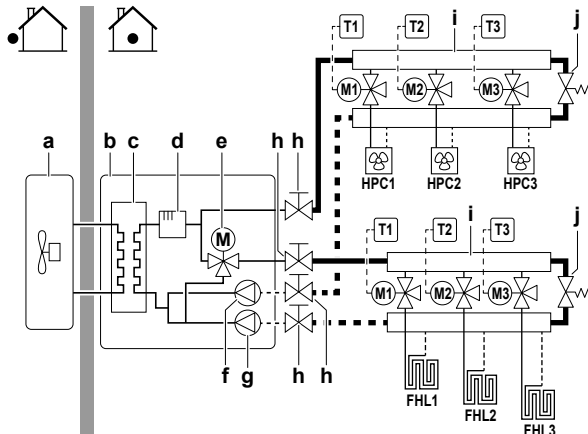 T1 T2 T3 i j
M1 M2 M3
HPC1 HPC2 HPC3
a b c d e h h
M
h
T1 T2 T3 i j
M1 M2 M3
f g h h
FHL1 FHL2 FHL3